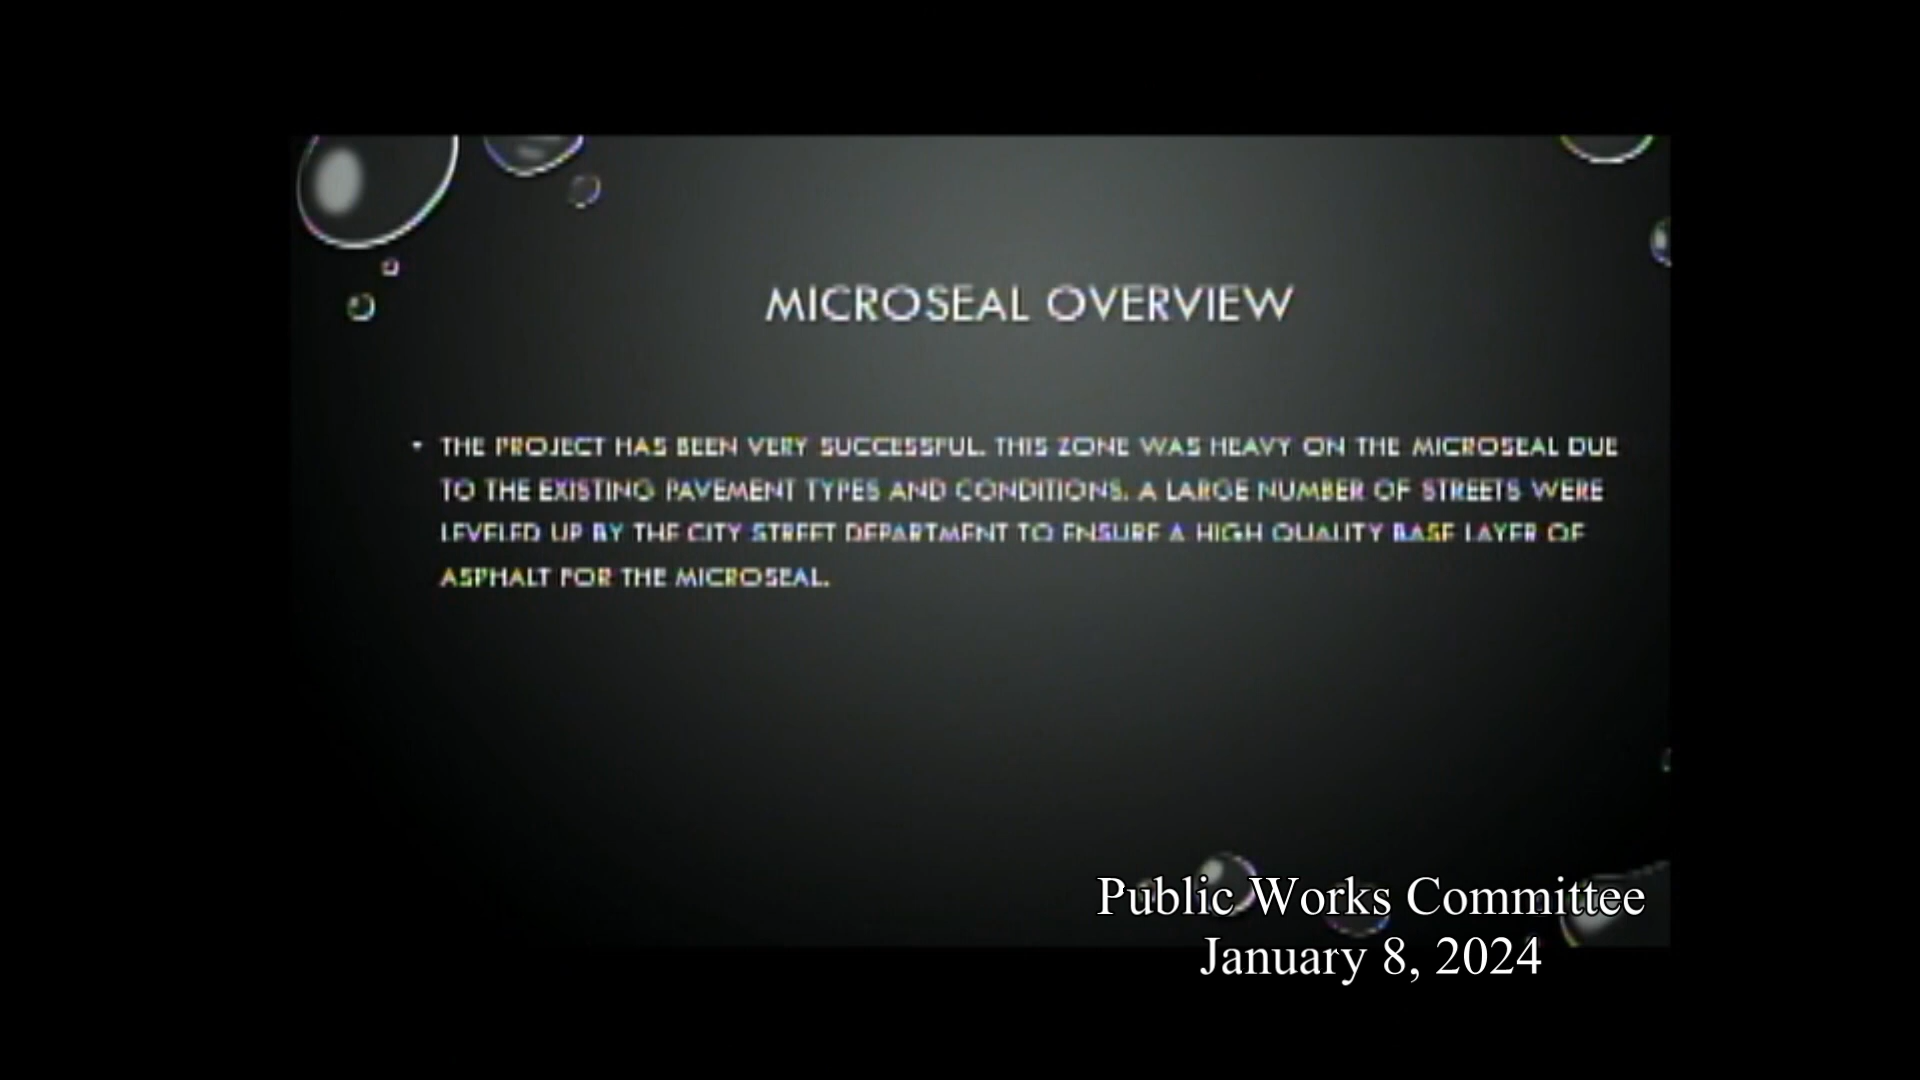 MICROSEAL OVERVIEW
• THE PROJECT HAS BEEN VERY SUCCESSFUL. THIS ZONE WAS HEAVY ON THE MICROSEAL DUE
TO THE EXISTING PAVEMENT TYPES AND CONDITIONS. A LARGE NUMBER OF STREETS WERE
LEVELED UP BY THE CITY STREET DEPARTMENT TO ENSURE A HIGH QUALITY BASE LAYER OF
ASPHALT FOR THE MICROSEAL.
Public Works Committee
January 8, 2024